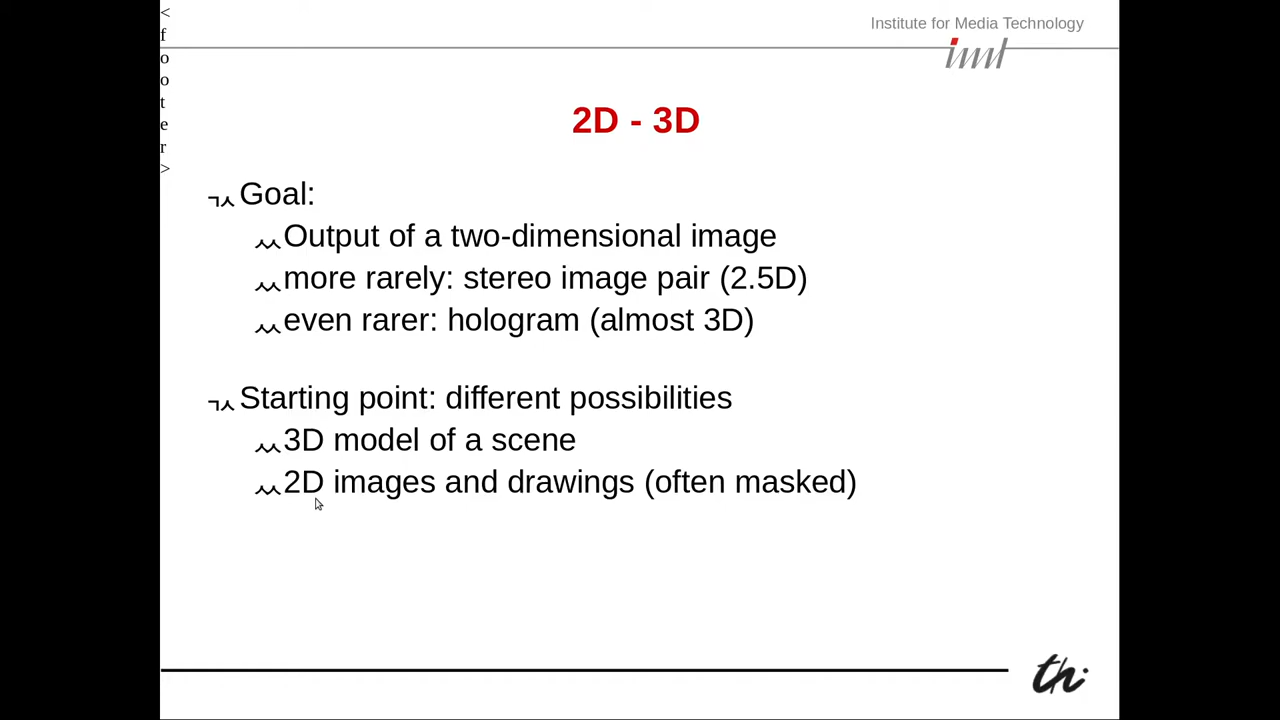 Institute for Media Technology
imt
<footer>
2D - 3D
Goal:
Output of a two-dimensional image
more rarely: stereo image pair (2.5D)
even rarer: hologram (almost 3D)
Starting point: different possibilities
3D model of a scene
2D images and drawings (often masked)
th